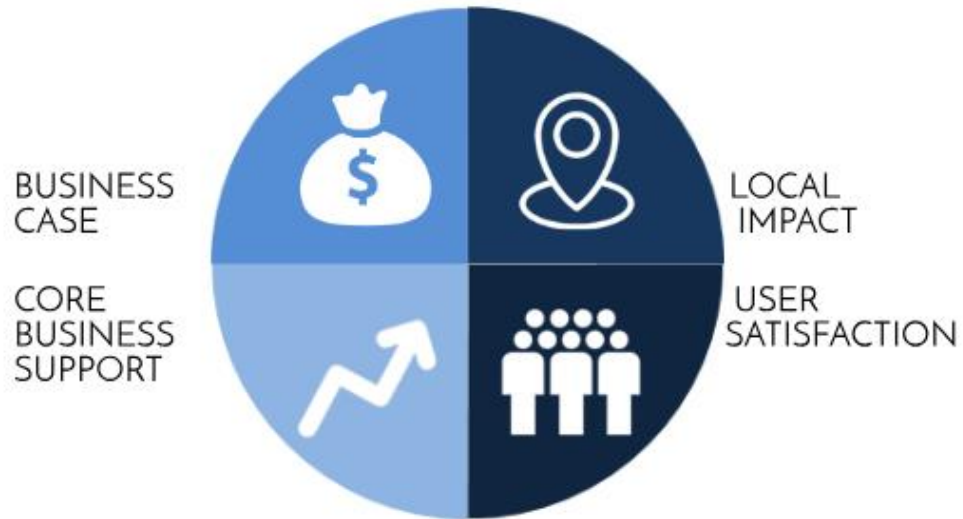 BUSINESS
CASE
$
LOCAL
IMPACT
CORE
BUSINESS
SUPPORT
USER
SATISFACTION